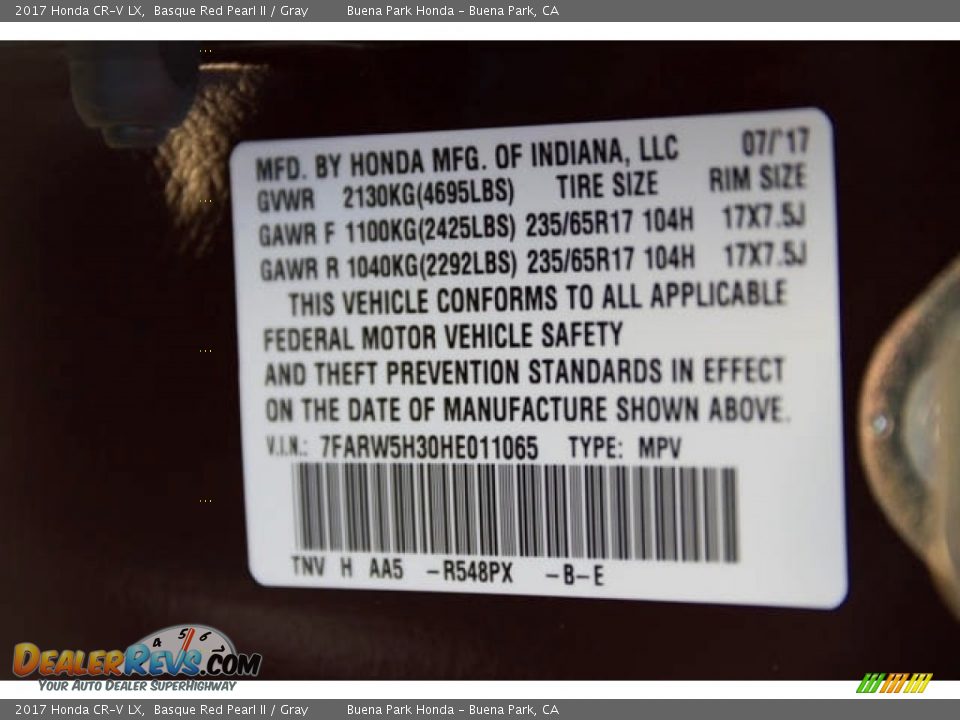 2017 Honda CR-V LX, Basque Red Pearl II / Gray Buena Park Honda - Buena Park, CA
MFD. BY HONDA MFG. OF INDIANA, LLC 07/'17
GVWR 2130KG(4695LBS) TIRE SIZE RIM SIZE
GAWR F 1100KG(2425LBS) 235/65R17 104H 17X7.5J
GAWR R 1040KG(2292LBS) 235/65R17 104H 17X7.5J
THIS VEHICLE CONFORMS TO ALL APPLICABLE
FEDERAL MOTOR VEHICLE SAFETY
AND THEFT PREVENTION STANDARDS IN EFFECT
ON THE DATE OF MANUFACTURE SHOWN ABOVE.
V.I.N.: 7FARW5H30HE011065 TYPE: MPV
TNV H AA5 -R548PX -B-E
4 5 6
DEALERREVS.COM
YOUR AUTO DEALER SUPERHIGHWAY
2017 Honda CR-V LX, Basque Red Pearl II / Gray Buena Park Honda - Buena Park, CA